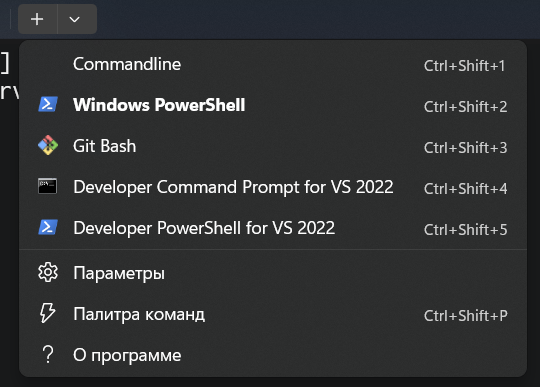 ]
Commandline Ctrl+Shift+1
rv
Windows PowerShell Ctrl+Shift+2
Git Bash Ctrl+Shift+3
Developer Command Prompt for VS 2022 Ctrl+Shift+4
Developer PowerShell for VS 2022 Ctrl+Shift+5
Параметры
Палитра команд Ctrl+Shift+P
О программе